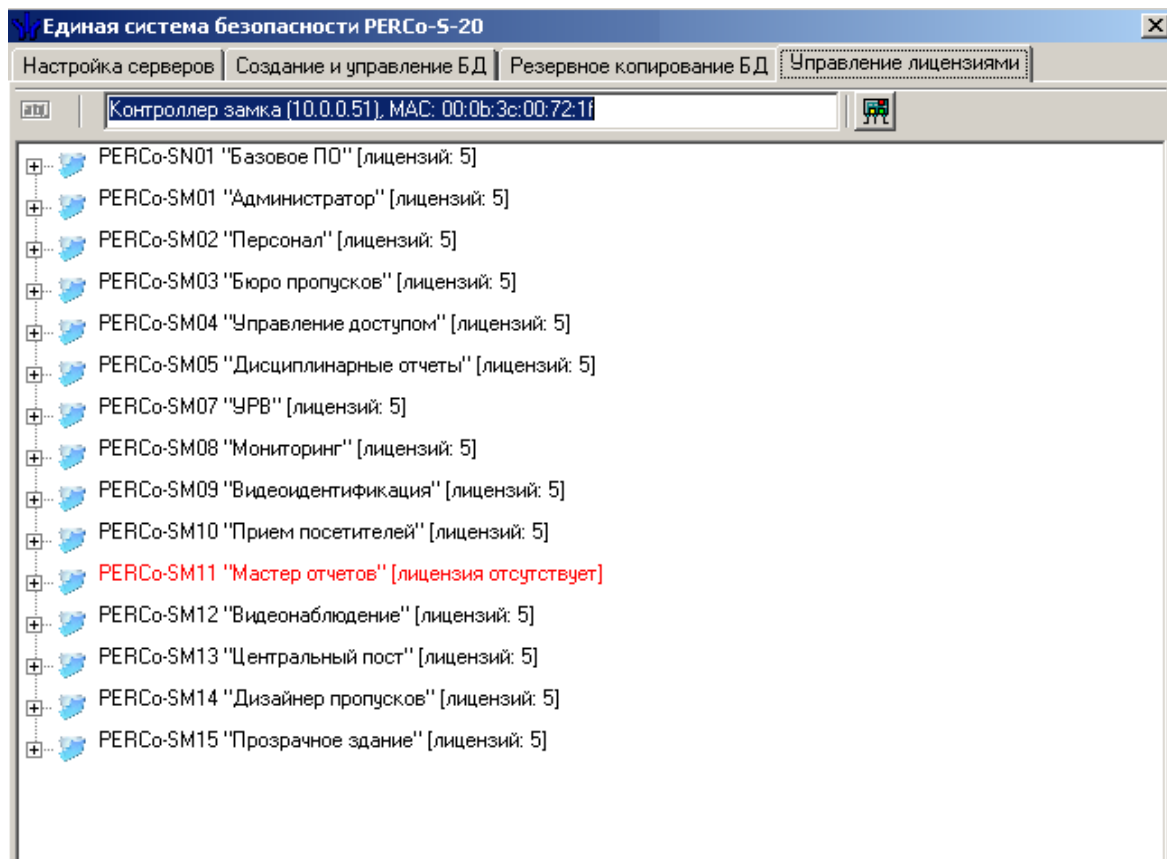 Единая система безопасности PERCo-S-20
Настройка серверов Создание и управление БД Резервное копирование БД Управление лицензиями
ab Контроллер замка (10.0.0.51), MAC: 00:0b:3c:00:72:1f
PERCo-SN01 "Базовое ПО" [лицензий: 5]
PERCo-SM01 "Администратор" [лицензий: 5]
PERCo-SM02 "Персонал" [лицензий: 5]
PERCo-SM03 "Бюро пропусков" [лицензий: 5]
PERCo-SM04 "Управление доступом" [лицензий: 5]
PERCo-SM05 "Дисциплинарные отчеты" [лицензий: 5]
PERCo-SM07 "УРВ" [лицензий: 5]
PERCo-SM08 "Мониторинг" [лицензий: 5]
PERCo-SM09 "Видеоидентификация" [лицензий: 5]
PERCo-SM10 "Прием посетителей" [лицензий: 5]
PERCo-SM11 "Мастер отчетов" [лицензия отсутствует]
PERCo-SM12 "Видеонаблюдение" [лицензий: 5]
PERCo-SM13 "Центральный пост" [лицензий: 5]
PERCo-SM14 "Дизайнер пропусков" [лицензий: 5]
PERCo-SM15 "Прозрачное здание" [лицензий: 5]